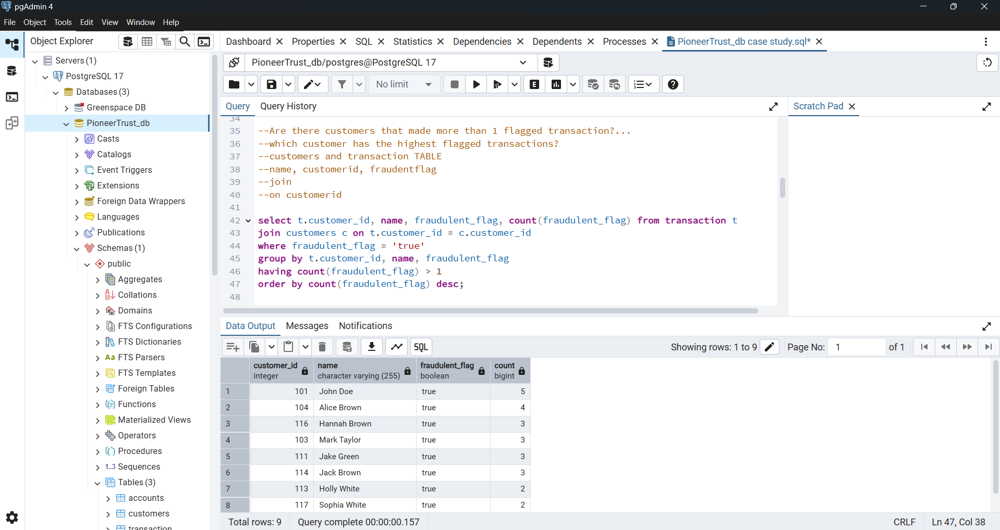 pgAdmin 4
File Object Tools Edit View Window Help
Object Explorer
Dashboard Properties SQL Statistics Dependencies Dependents Processes PioneerTrust_db case study.sql*
Servers (1)
PostgreSQL 17
Databases (3)
Greenspace DB
PioneerTrust_db
Casts
Catalogs
Event Triggers
Extensions
Foreign Data Wrappers
Languages
Publications
Schemas (1)
public
Aggregates
Collations
Domains
FTS Configurations
FTS Dictionaries
Aa FTS Parsers
FTS Templates
Foreign Tables
Functions
Materialized Views
Operators
Procedures
1..3 Sequences
Tables (3)
accounts
customers
transaction
PioneerTrust_db/postgres@PostgreSQL 17
No limit
E
Query Query History
Scratch Pad
34
35 --Are there customers that made more than 1 flagged transaction?...
36 --which customer has the highest flagged transactions?
37 --customers and transaction TABLE
38 --name, customerid, fraudentflag
39 --join
40 --on customerid
41
42 select t.customer_id, name, fraudulent_flag, count(fraudulent_flag) from transaction t
43 join customers c on t.customer_id = c.customer_id
44 where fraudulent_flag = 'true'
45 group by t.customer_id, name, fraudulent_flag
46 having count(fraudulent_flag) > 1
47 order by count(fraudulent_flag) desc;
48
Data Output Messages Notifications
SQL
Showing rows: 1 to 9 Page No: 1 of 1
customer_id name fraudulent_flag count
integer character varying (255) boolean bigint
1 101 John Doe true 5
2 104 Alice Brown true 4
3 116 Hannah Brown true 3
4 103 Mark Taylor true 3
5 111 Jake Green true 3
6 114 Jack Brown true 3
7 113 Holly White true 2
8 117 Sophia White true 2
Total rows: 9 Query complete 00:00:00.157 CRLF Ln 47, Col 38